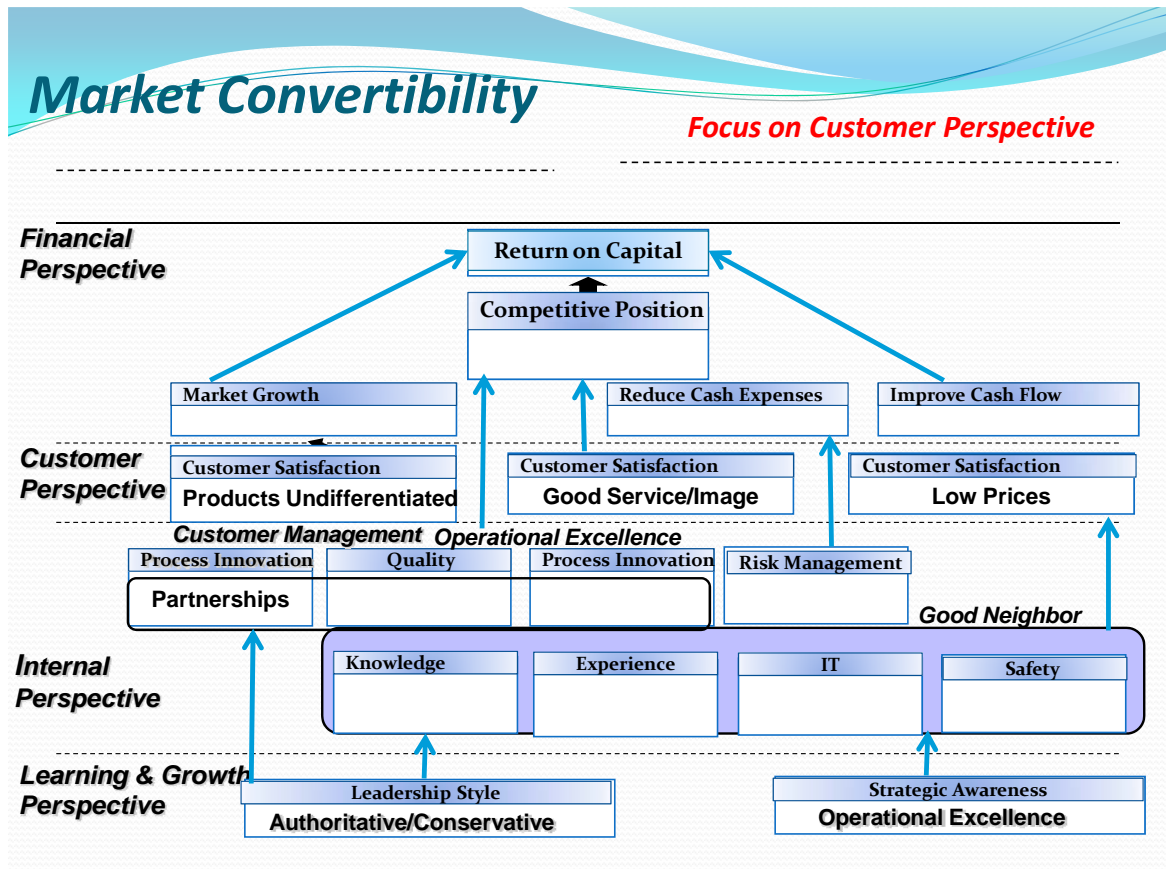 Market Convertibility
Focus on Customer Perspective
Financial
Perspective
Return on Capital
Competitive Position
Market Growth
Reduce Cash Expenses
Improve Cash Flow
Customer
Perspective
Customer Satisfaction
Products Undifferentiated
Customer Satisfaction
Good Service/Image
Customer Satisfaction
Low Prices
Customer Management
Operational Excellence
Process Innovation
Partnerships
Quality
Process Innovation
Risk Management
Good Neighbor
Internal
Perspective
Knowledge
Experience
IT
Safety
Learning & Growth
Perspective
Leadership Style
Authoritative/Conservative
Strategic Awareness
Operational Excellence